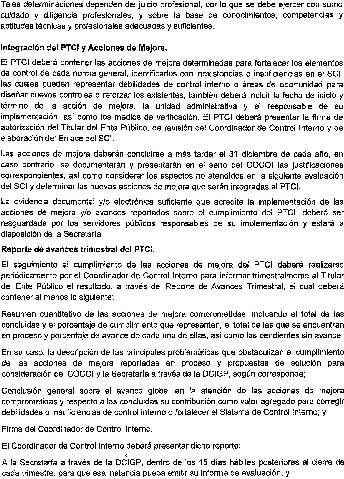 Tales determinaciones dependen de juicio profesional, por lo que se debe ejercer con sumo
cuidado y diligencia profesionales, y sobre la base de conocimientos, competencias y
aptitudes técnicas y profesionales adecuadas y suficientes.
Integración del PTCI y Acciones de Mejora.
El PTCI deberá contener las acciones de mejora determinadas para fortalecer los elementos
de control de cada norma general, identificados con inexistencias o insuficiencias en el SCI,
las cuales pueden representar debilidades de control interno o áreas de oportunidad para
diseñar nuevos controles o reforzar los existentes, también deberá incluir la fecha de inicio y
término de la acción de mejora, la unidad administrativa y el responsable de su
implementación, así como los medios de verificación. El PTCI deberá presentar la firma de
autorización del Titular del Ente Público, de revisión del Coordinador de Control Interno y de
elaboración del Enlace del SCI.
Las acciones de mejora deberán concluirse a más tardar el 31 diciembre de cada año, en
caso contrario, se documentarán y presentarán en el seno del COCOI las justificaciones
correspondientes, así como considerar los aspectos no atendidos en la siguiente evaluación
del SCI y determinar las nuevas acciones de mejora que serán integradas al PTCI.
La evidencia documental y/o electrónica suficiente que acredite la implementación de las
acciones de mejora y/o avances reportados sobre el cumplimiento del PTCI, deberá ser
resguardada por los servidores públicos responsables de su implementación y estará a
disposición de la Secretaría.
Reporte de avances trimestral del PTCI.
El seguimiento al cumplimiento de las acciones de mejora del PTCI deberá realizarse
periódicamente por el Coordinador de Control Interno para informar trimestralmente al Titular
del Ente Público el resultado, a través del Reporte de Avances Trimestral, el cual deberá
contener al menos lo siguiente:
Resumen cuantitativo de las acciones de mejora comprometidas, indicando el total de las
concluidas y el porcentaje de cumplimiento que representan, el total de las que se encuentran
en proceso y porcentaje de avance de cada una de ellas, así como las pendientes sin avance;
En su caso, la descripción de las principales problemáticas que obstaculizan el cumplimiento
de las acciones de mejora reportadas en proceso y propuestas de solución para
consideración del COCOI y la Secretaría a través de la DCIGP, según corresponda;
Conclusión general sobre el avance global en la atención de las acciones de mejora
comprometidas y respecto a las concluidas su contribución como valor agregado para corregir
debilidades o insuficiencias de control interno o fortalecer el Sistema de Control Interno; y
Firma del Coordinador de Control Interno.
El Coordinador de Control Interno deberá presentar dicho reporte:
A la Secretaría a través de la DCIGP, dentro de los 15 días hábiles posteriores al cierre de
cada trimestre, para que esa instancia pueda emitir su informe de evaluación, y